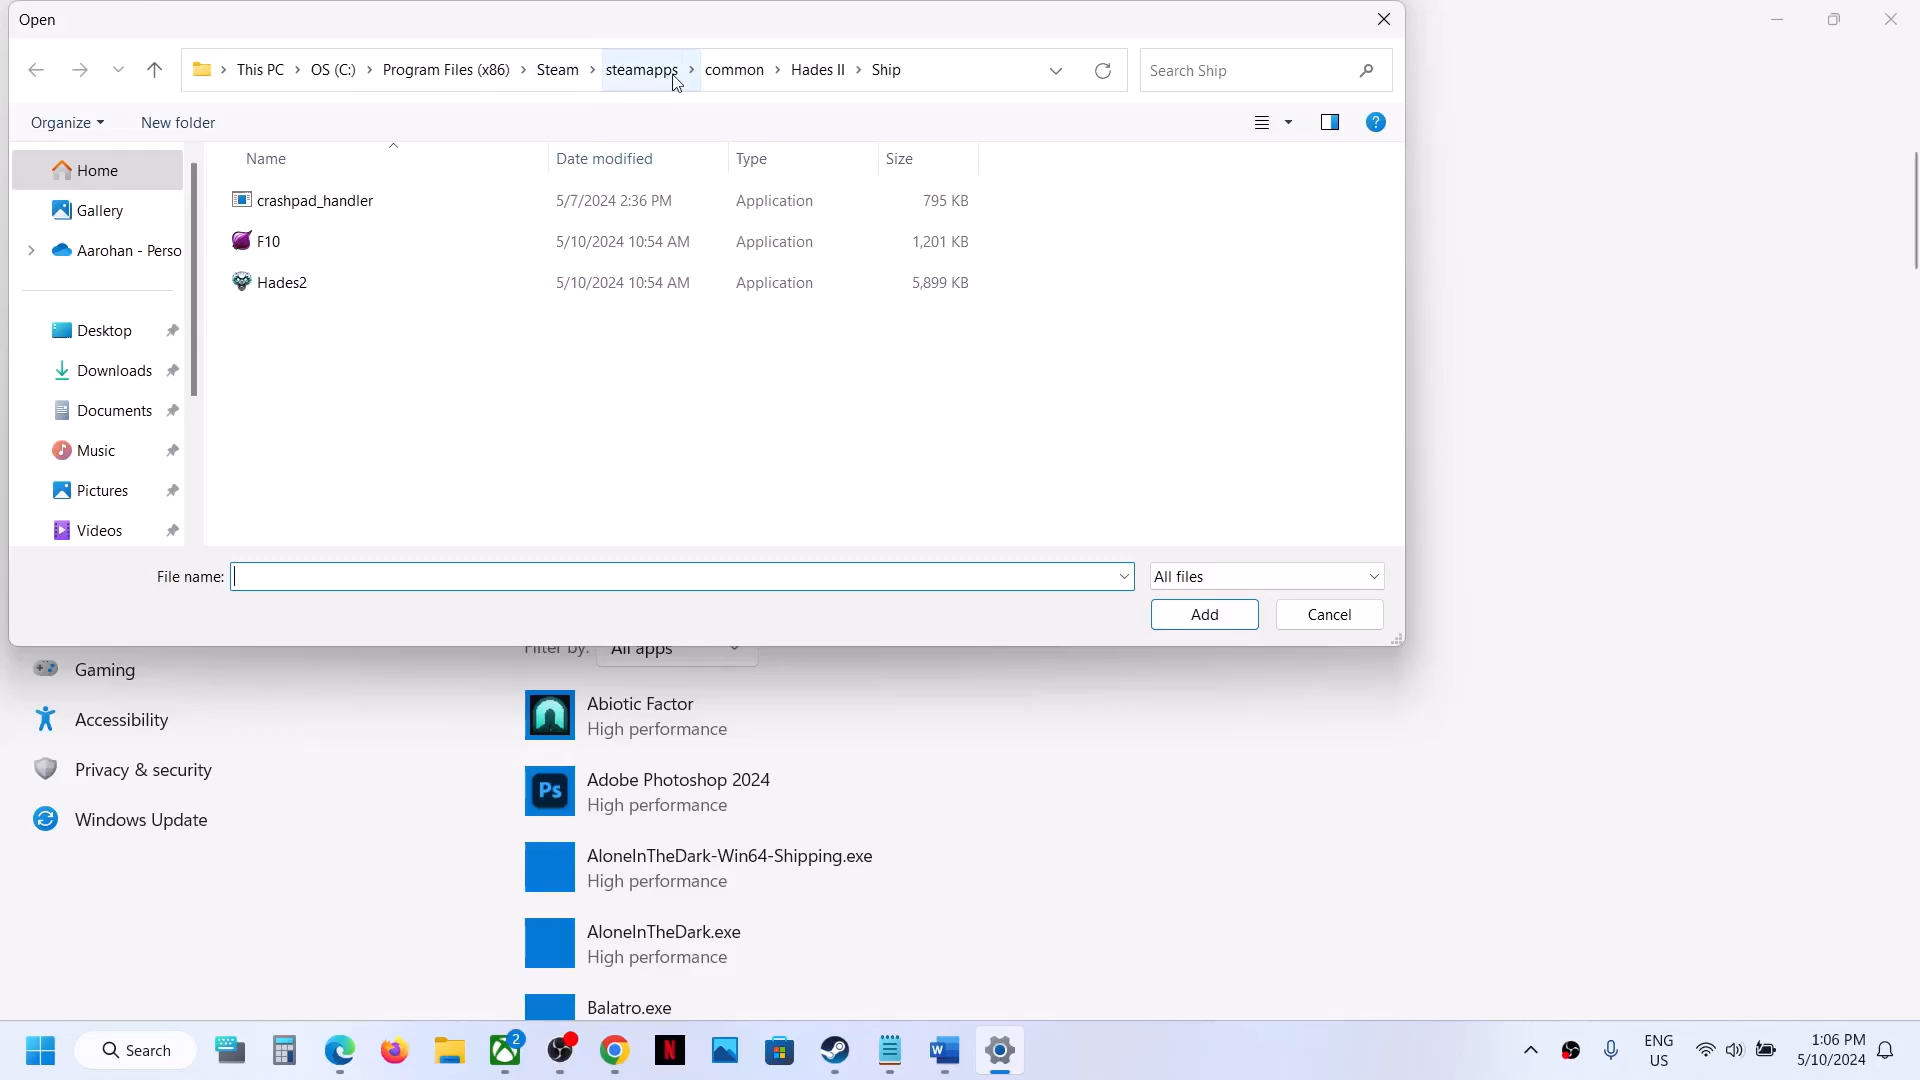 Open
This PC
OS (C:)
Program Files (x86)
Steam
steamapps
common
Hades II
Ship
Search Ship
Organize
New folder
Name
Date modified
Type
Size
Home
Gallery
Aarohan - Perso
Desktop
Downloads
Documents
Music
Pictures
Videos
crashpad_handler 5/7/2024 2:36 PM Application 795 KB
F10 5/10/2024 10:54 AM Application 1,201 KB
Hades2 5/10/2024 10:54 AM Application 5,899 KB
File name:
All files
Add
Cancel
Filter by: All apps
Gaming
Accessibility
Privacy & security
Windows Update
Abiotic Factor
High performance
Ps
Adobe Photoshop 2024
High performance
AloneInTheDark-Win64-Shipping.exe
High performance
AloneInTheDark.exe
High performance
Balatro.exe
Search
2
N
W
ENG
US
1:06 PM
5/10/2024